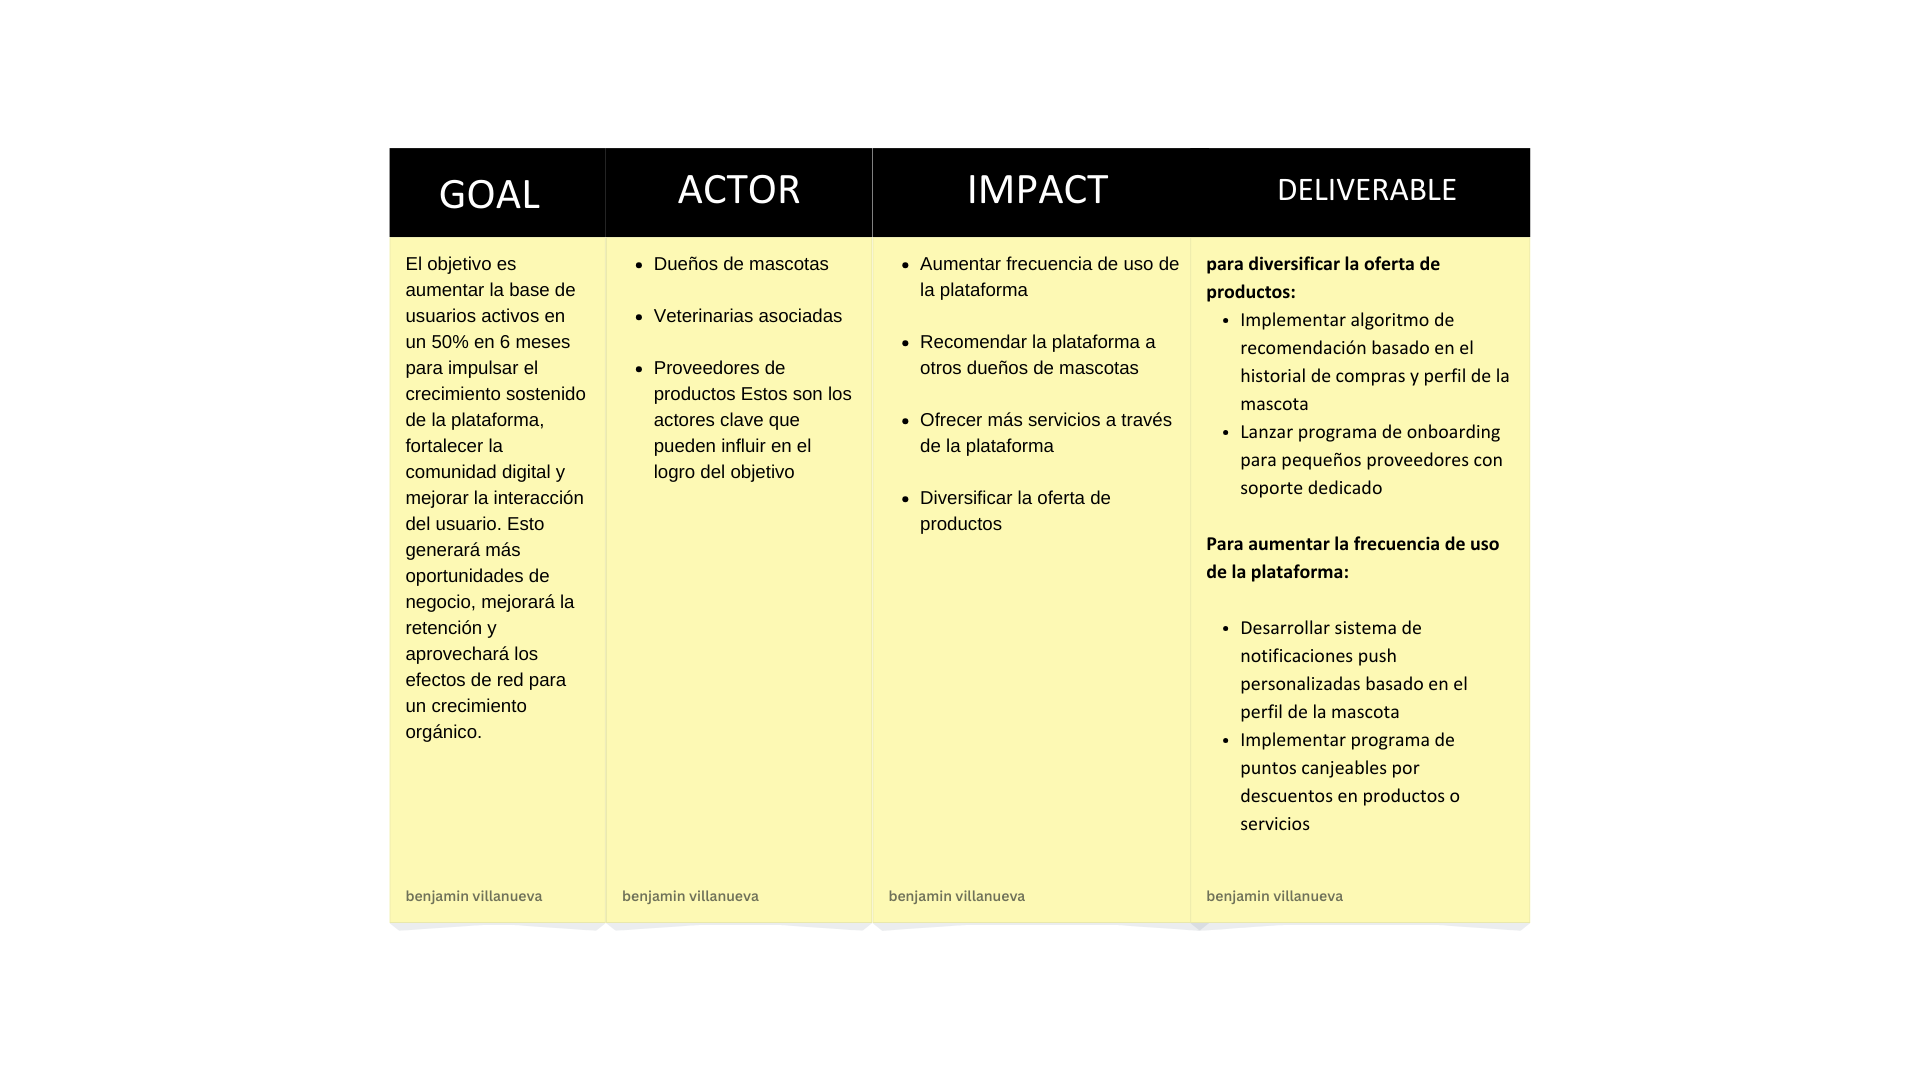 GOAL
El objetivo es
aumentar la base de
usuarios activos en
un 50% en 6 meses
para impulsar el
crecimiento sostenido
de la plataforma,
fortalecer la
comunidad digital y
mejorar la interacción
del usuario. Esto
generará más
oportunidades de
negocio, mejorará la
retención y
aprovechará los
efectos de red para
un crecimiento
orgánico.
benjamin villanueva
ACTOR
• Dueños de mascotas
• Veterinarias asociadas
• Proveedores de
productos Estos son los
actores clave que
pueden influir en el
logro del objetivo
benjamin villanueva
IMPACT
• Aumentar frecuencia de uso de
la plataforma
• Recomendar la plataforma a
otros dueños de mascotas
• Ofrecer más servicios a través
de la plataforma
• Diversificar la oferta de
productos
benjamin villanueva
DELIVERABLE
para diversificar la oferta de
productos:
• Implementar algoritmo de
recomendación basado en el
historial de compras y perfil de la
mascota
• Lanzar programa de onboarding
para pequeños proveedores con
soporte dedicado
Para aumentar la frecuencia de uso
de la plataforma:
• Desarrollar sistema de
notificaciones push
personalizadas basado en el
perfil de la mascota
• Implementar programa de
puntos canjeables por
descuentos en productos o
servicios
benjamin villanueva